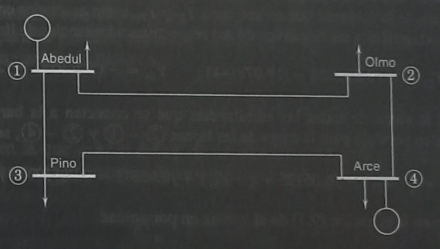 Abedul
Olmo
①
②
Pino
Arce
③
④